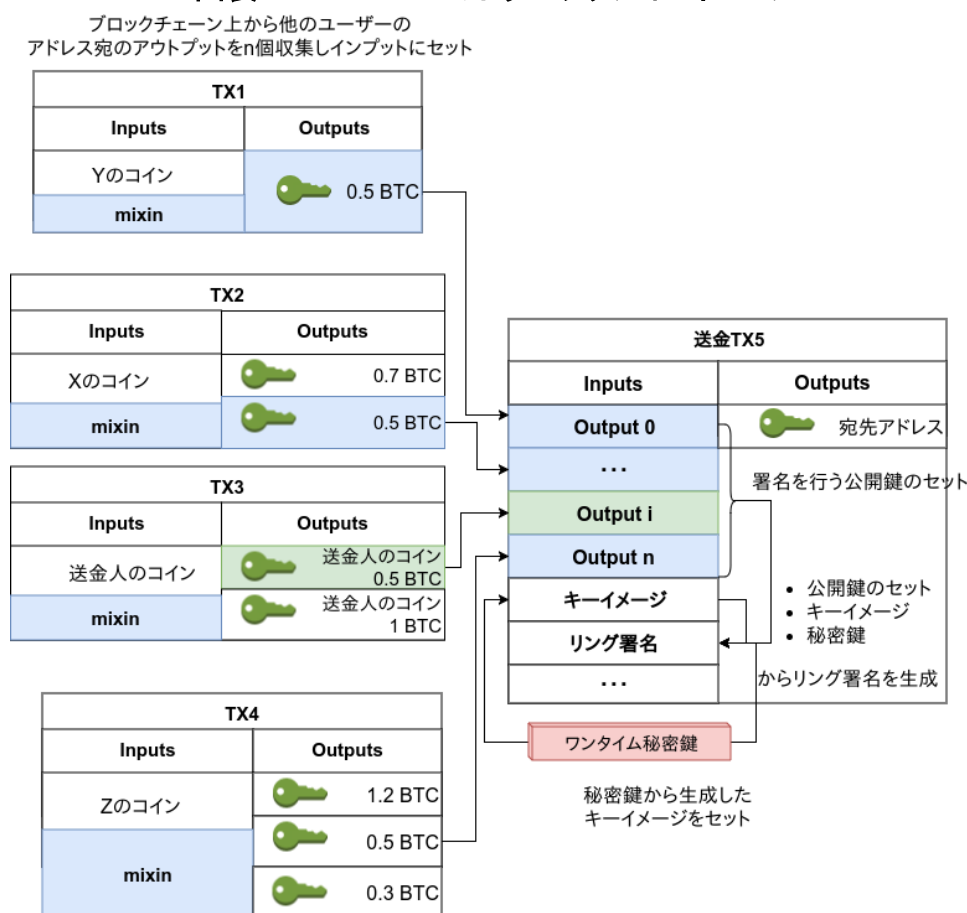 ブロックチェーン上から他のユーザーの
アドレス宛のアウトプットをn個収集しインプットにセット
TX1
Inputs
Outputs
Yのコイン
mixin
0.5 BTC
TX2
Inputs
Outputs
Xのコイン
mixin
0.7 BTC
0.5 BTC
TX3
Inputs
Outputs
送金人のコイン
mixin
送金人のコイン
0.5 BTC
送金人のコイン
1 BTC
TX4
Inputs
Outputs
Zのコイン
mixin
1.2 BTC
0.5 BTC
0.3 BTC
送金TX5
Inputs
Outputs
Output 0
・・・
Output i
Output n
キーイメージ
リング署名
・・・
宛先アドレス
署名を行う公開鍵のセット
• 公開鍵のセット
• キーイメージ
• 秘密鍵
からリング署名を生成
ワンタイム秘密鍵
秘密鍵から生成した
キーイメージをセット